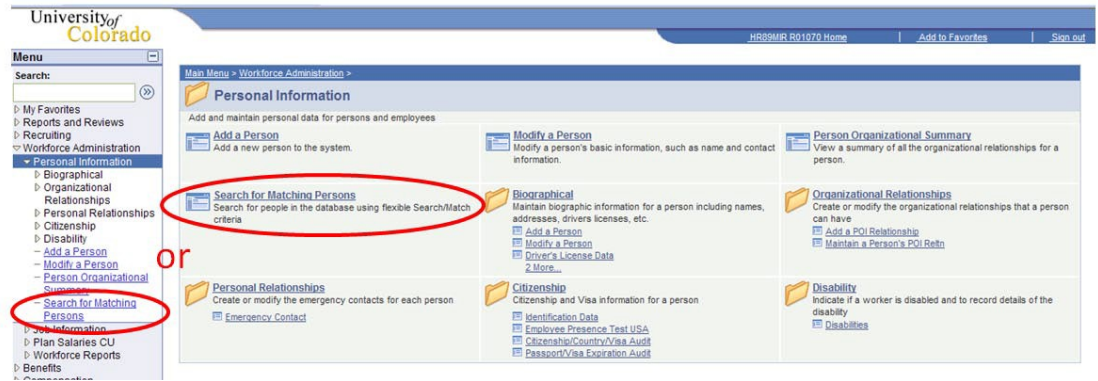 University of
Colorado
HR89MIR R01070 Home | Add to Favorites | Sign out
Menu
Search:
My Favorites
Reports and Reviews
Recruiting
Workforce Administration
Personal Information
Biographical
Organizational
Relationships
Personal Relationships
Citizenship
Disability
Add a Person
Modify a Person
Person Organizational
Summary
Search for Matching
Persons
Job Information
Plan Salaries CU
Workforce Reports
Benefits
Compensation
or
Main Menu > Workforce Administration >
Personal Information
Add and maintain personal data for persons and employees
Add a Person
Add a new person to the system.
Modify a Person
Modify a person's basic information, such as name and contact
information.
Person Organizational Summary
View a summary of all the organizational relationships for a
person.
Search for Matching Persons
Search for people in the database using flexible Search/Match
criteria
Biographical
Maintain biographic information for a person including names,
addresses, drivers licenses, etc.
Add a Person
Modify a Person
Driver's License Data
2 More...
Organizational Relationships
Create or modify the organizational relationships that a person
can have
Add a POI Relationship
Maintain a Person's POI Reltn
Personal Relationships
Create or modify the emergency contacts for each person
Emergency Contact
Citizenship
Citizenship and Visa information for a person
Identification Data
Employee Presence Test USA
Citizenship/Country/Visa Audit
Passport/Visa Expiration Audit
Disability
Indicate if a worker is disabled and to record details of the
disability
Disabilities